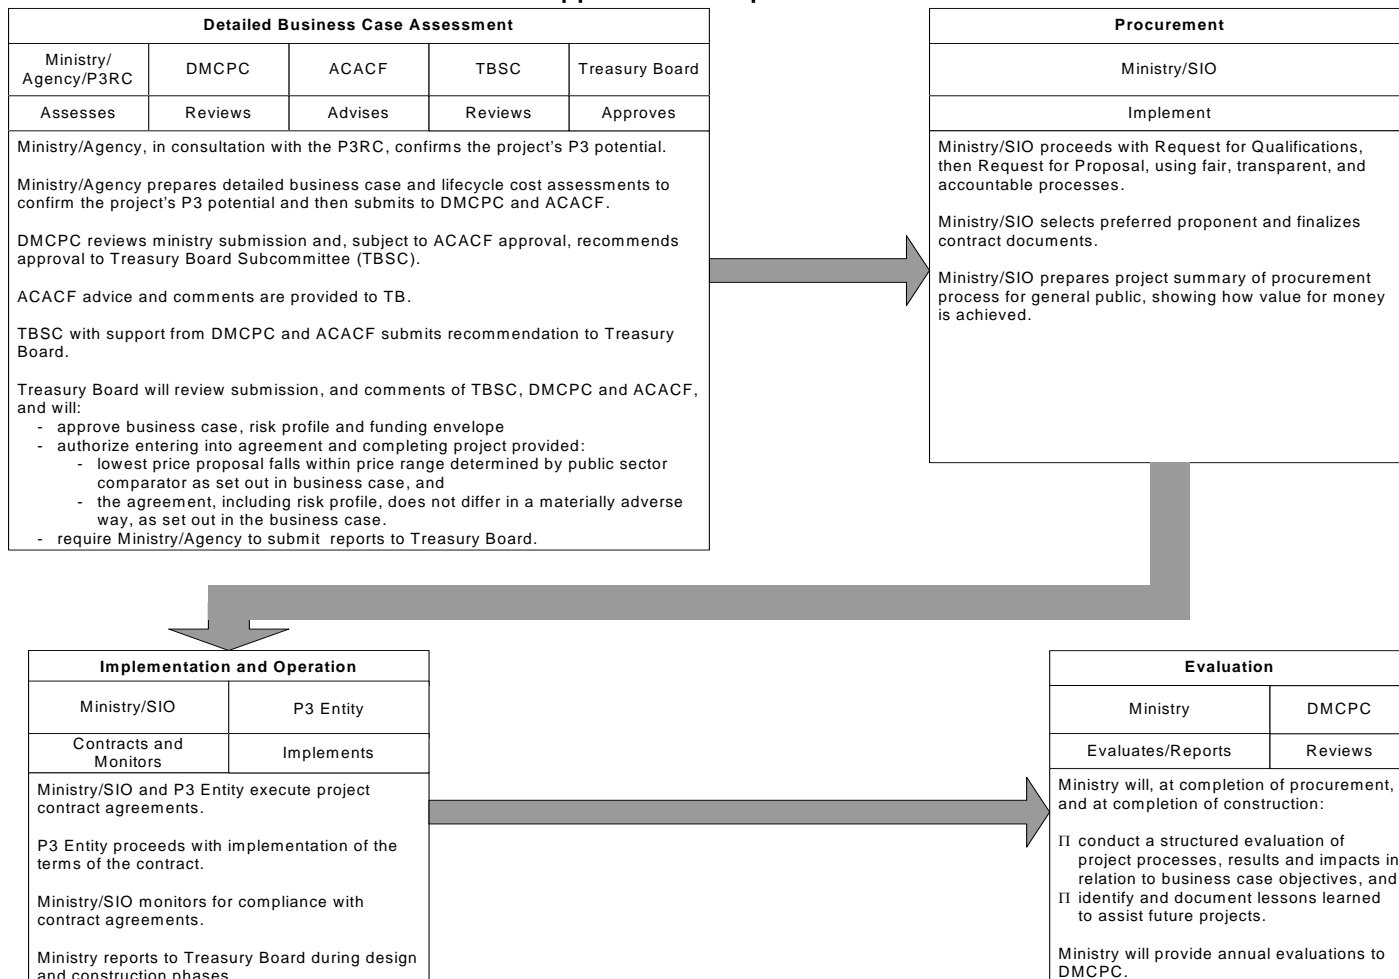 Detailed Business Case Assessment
Ministry/
Agency/P3RC
DMCPC
ACACF
TBSC
Treasury Board
Assesses
Reviews
Advises
Reviews
Approves
Ministry/Agency, in consultation with the P3RC, confirms the project's P3 potential.
Ministry/Agency prepares detailed business case and lifecycle cost assessments to
confirm the project's P3 potential and then submits to DMCPC and ACACF.
DMCPC reviews ministry submission and, subject to ACACF approval, recommends
approval to Treasury Board Subcommittee (TBSC).
ACACF advice and comments are provided to TB.
TBSC with support from DMCPC and ACACF submits recommendation to Treasury
Board.
Treasury Board will review submission, and comments of TBSC, DMCPC and ACACF,
and will:
- approve business case, risk profile and funding envelope
- authorize entering into agreement and completing project provided:
- lowest price proposal falls within price range determined by public sector
comparator as set out in business case, and
- the agreement, including risk profile, does not differ in a materially adverse
way, as set out in the business case.
- require Ministry/Agency to submit reports to Treasury Board.
Procurement
Ministry/SIO
Implement
Ministry/SIO proceeds with Request for Qualifications,
then Request for Proposal, using fair, transparent, and
accountable processes.
Ministry/SIO selects preferred proponent and finalizes
contract documents.
Ministry/SIO prepares project summary of procurement
process for general public, showing how value for money
is achieved.
Implementation and Operation
Ministry/SIO
P3 Entity
Contracts and
Monitors
Implements
Ministry/SIO and P3 Entity execute project
contract agreements.
P3 Entity proceeds with implementation of the
terms of the contract.
Ministry/SIO monitors for compliance with
contract agreements.
Ministry reports to Treasury Board during design
and construction phases.
Evaluation
Ministry
DMCPC
Evaluates/Reports
Reviews
Ministry will, at completion of procurement,
and at completion of construction:
Π conduct a structured evaluation of
project processes, results and impacts in
relation to business case objectives, and
Π identify and document lessons learned
to assist future projects.
Ministry will provide annual evaluations to
DMCPC.